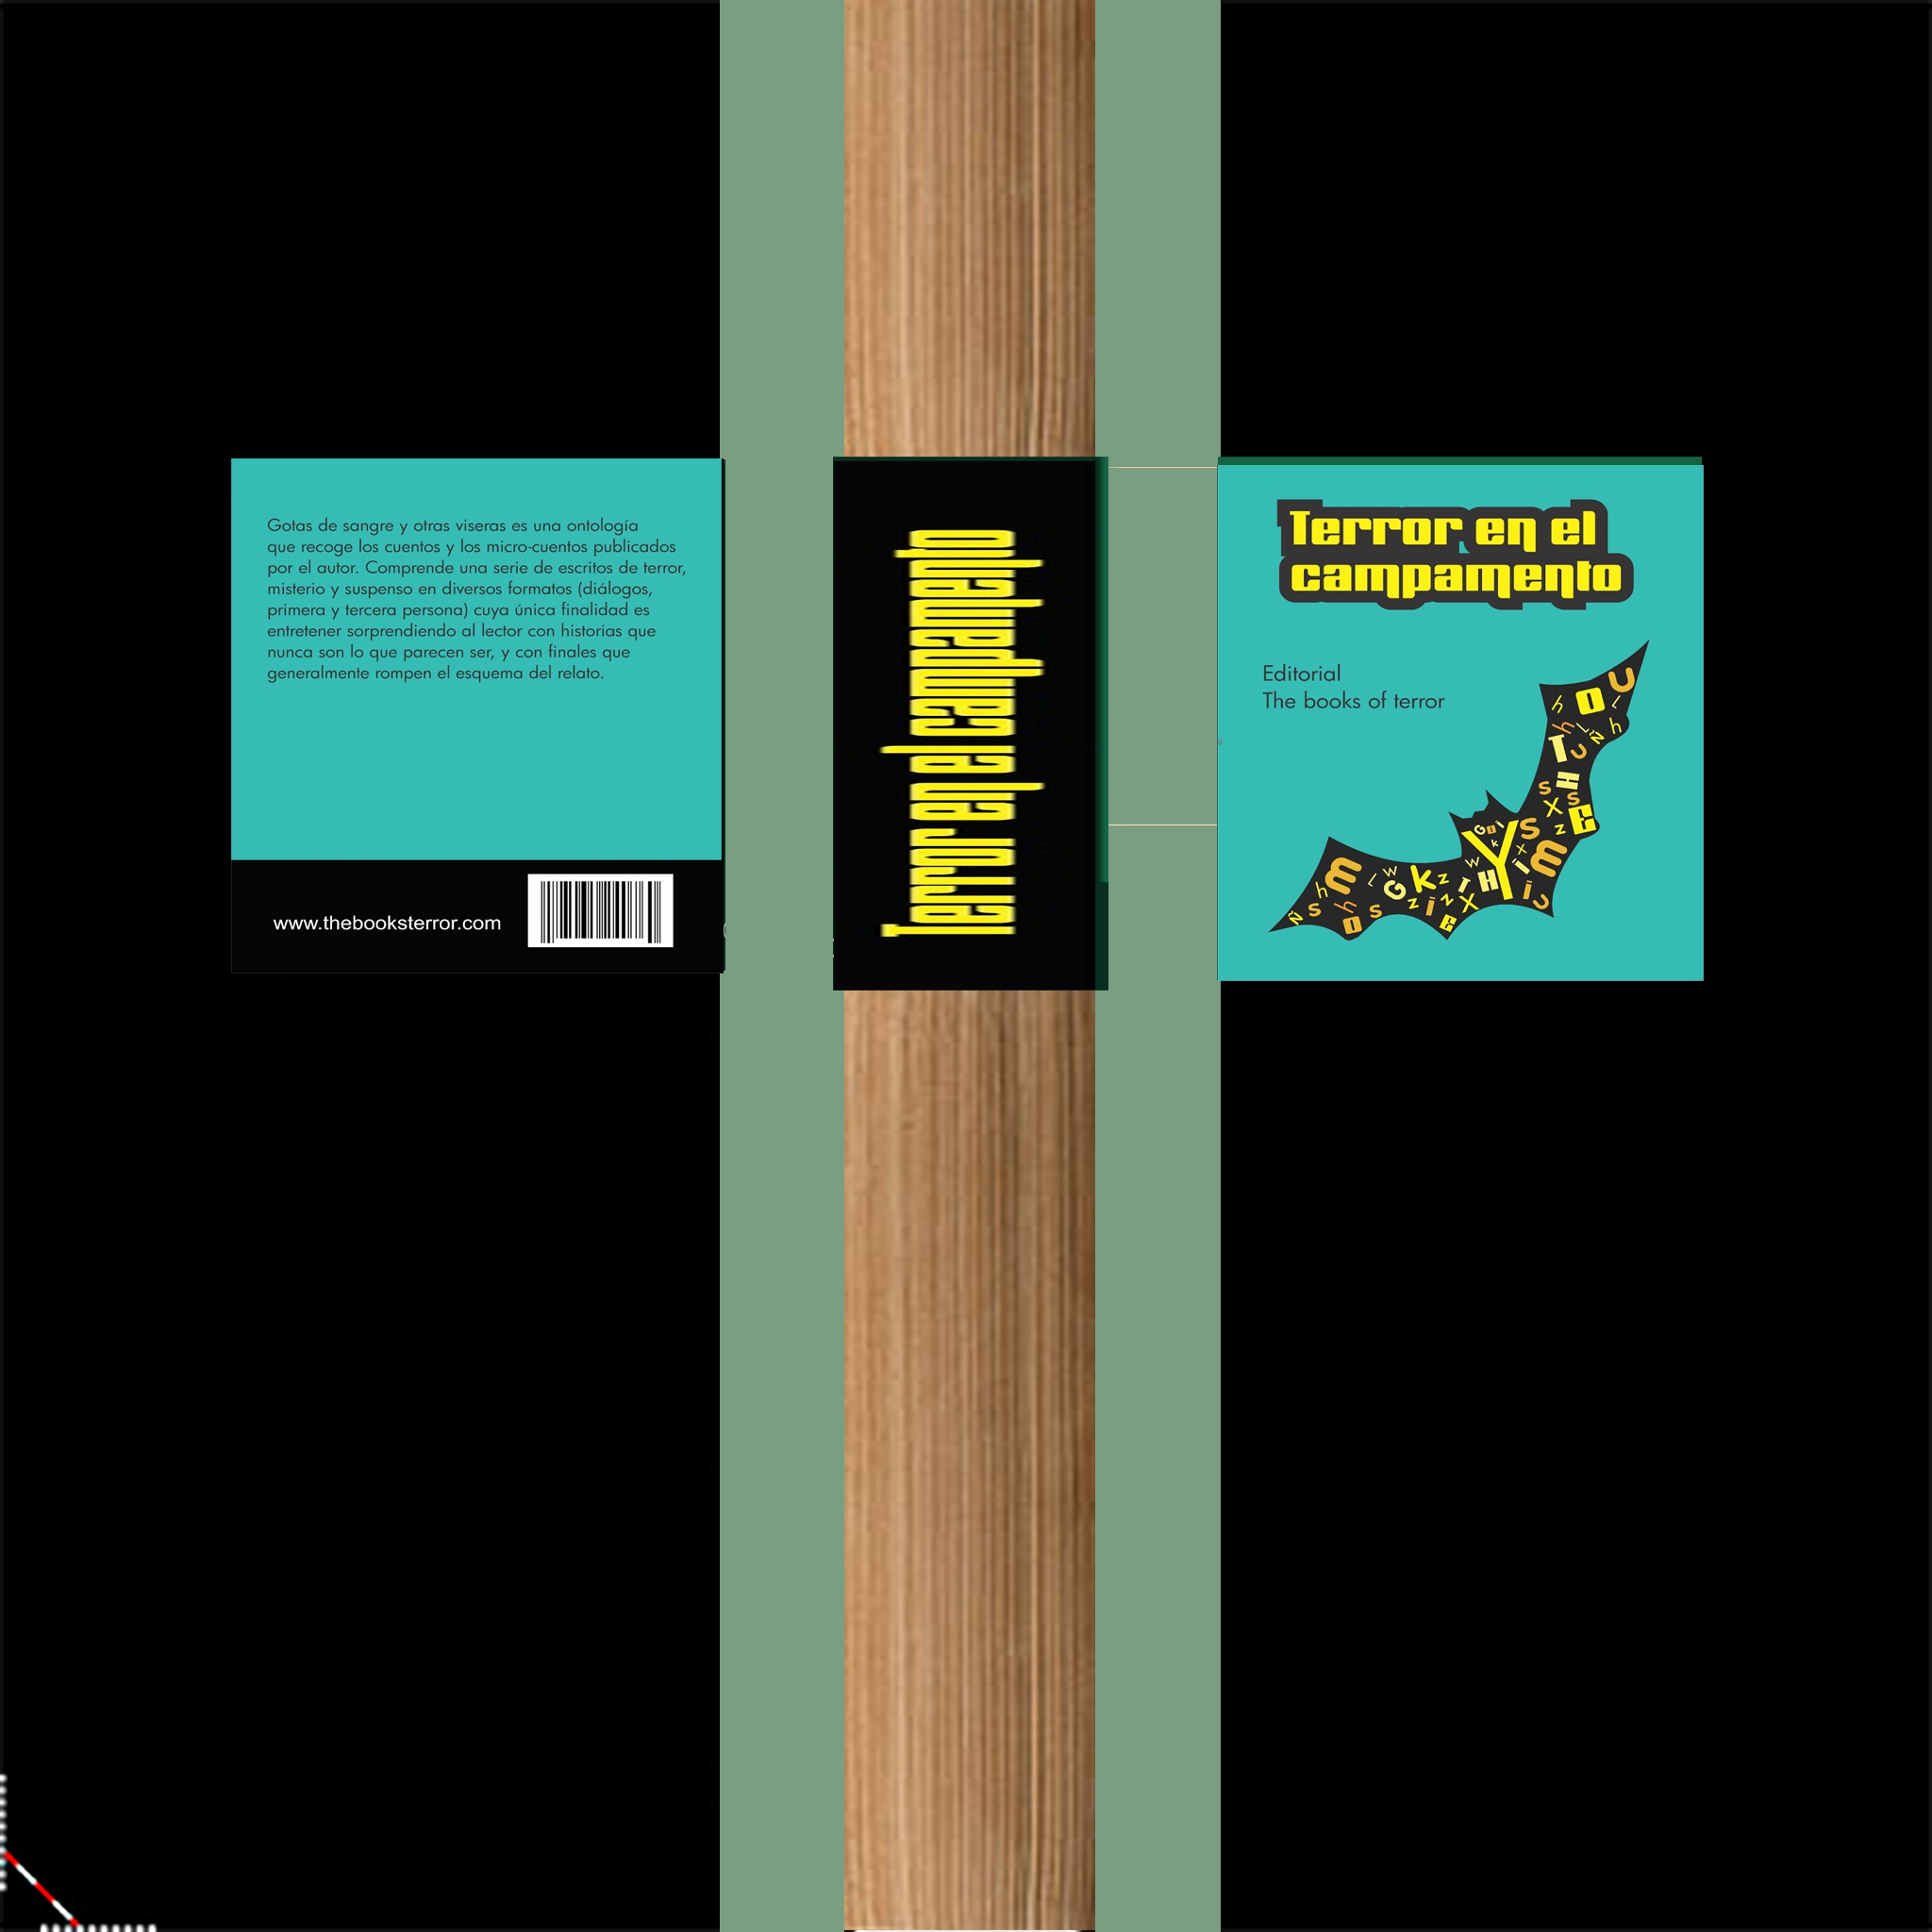 Gotas de sangre y otras viseras es una ontología
que recoge los cuentos y los micro-cuentos publicados
por el autor. Comprende una serie de escritos de terror,
misterio y suspenso en diversos formatos (diálogos,
primera y tercera persona) cuya única finalidad es
entretener sorprendiendo al lector con historias que
nunca son lo que parecen ser, y con finales que
generalmente rompen el esquema del relato.
www.thebooksterror.com
Terror en el campamento
Terror en el
campamento
Editorial
The books of terror